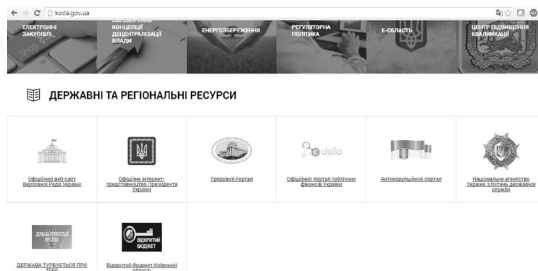 koda.gov.ua
ЕЛЕКТРОННІ
ЗАКУПІВЛІ
КОНЦЕПЦІЇ
ДЕЦЕНТРАЛІЗАЦІЇ
ВЛАДИ
ЕНЕРГОЗБЕРЕЖЕННЯ
РЕГУЛЯТОРНА
ПОЛІТИКА
Е-ОБЛАСТЬ
ЦЕНТР ПІДВИЩЕННЯ
КВАЛІФІКАЦІЇ
ДЕРЖАВНІ ТА РЕГІОНАЛЬНІ РЕСУРСИ
Офіційний веб-сайт
Верховної Ради України
Офіційне інтернет-
представництво Президента
України
Урядовий портал
Є data
Офіційний портал публічних
фінансів України
Антикорупційний портал
Національне агентство
України з питань державної
служби
ДЕРЖАВА ТУРБУЄТЬСЯ ПРО
ТЕБЕ
ВІДКРИТИЙ
БЮДЖЕТ
Відкритий бюджет Київської
області